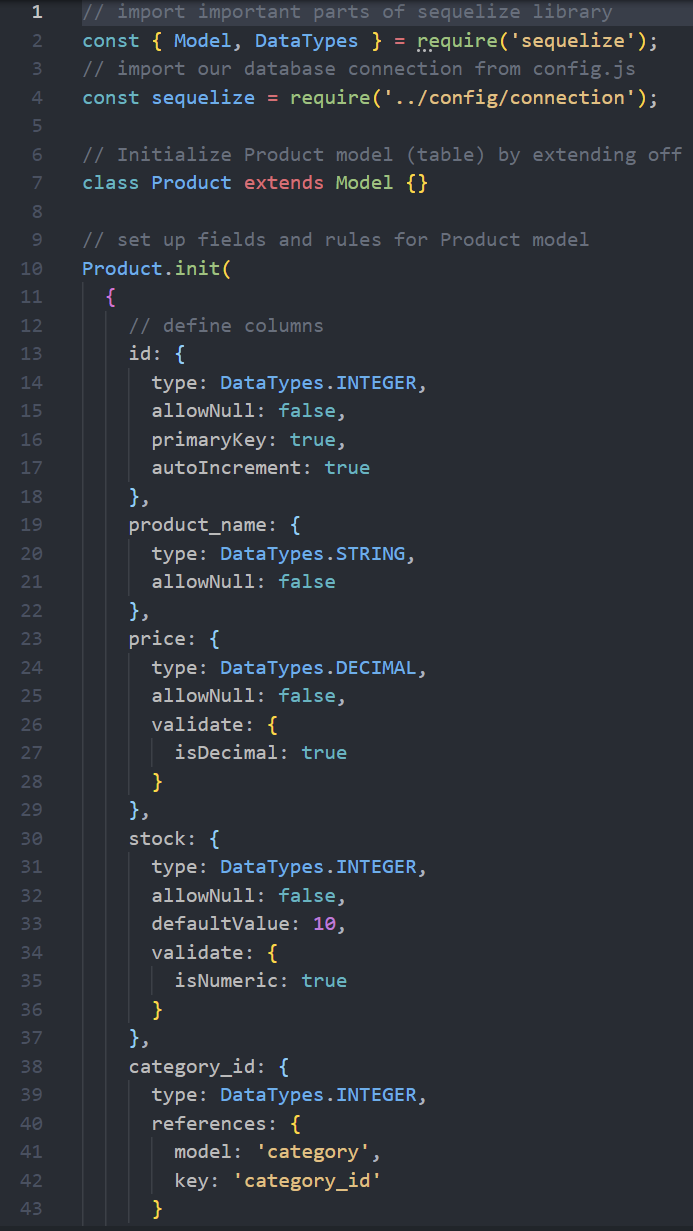 1 // import important parts of sequelize library
2 const { Model, DataTypes } = require('sequelize');
3 // import our database connection from config.js
4 const sequelize = require('../config/connection');
5
6 // Initialize Product model (table) by extending off
7 class Product extends Model {}
8
9 // set up fields and rules for Product model
10 Product.init(
11   {
12     // define columns
13     id: {
14       type: DataTypes.INTEGER,
15       allowNull: false,
16       primaryKey: true,
17       autoIncrement: true
18     },
19     product_name: {
20       type: DataTypes.STRING,
21       allowNull: false
22     },
23     price: {
24       type: DataTypes.DECIMAL,
25       allowNull: false,
26       validate: {
27         isDecimal: true
28       }
29     },
30     stock: {
31       type: DataTypes.INTEGER,
32       allowNull: false,
33       defaultValue: 10,
34       validate: {
35         isNumeric: true
36       }
37     },
38     category_id: {
39       type: DataTypes.INTEGER,
40       references: {
41         model: 'category',
42         key: 'category_id'
43       }